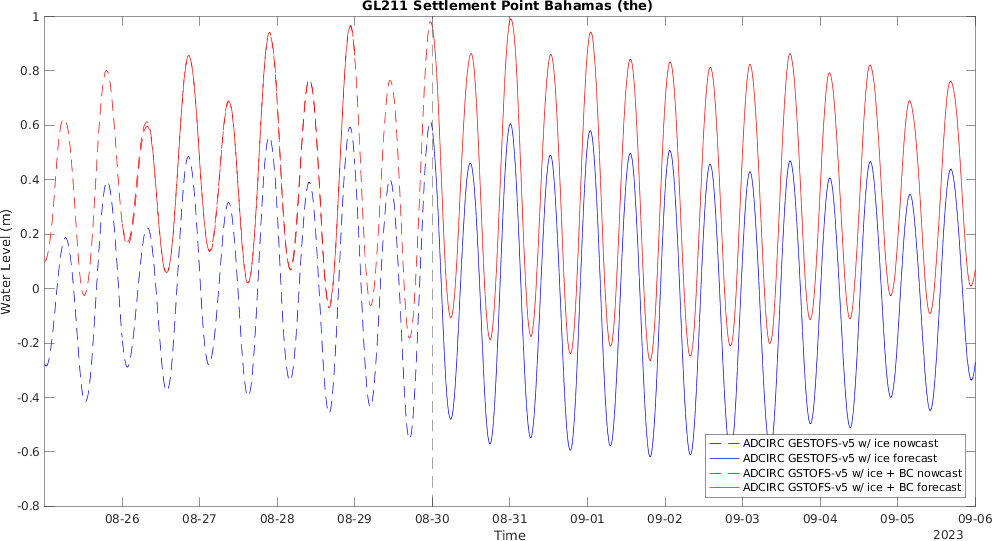 GL211 Settlement Point Bahamas (the)
1
0.8
0.6
0.4
0.2
0
-0.2
-0.4
-0.6
-0.8
Water Level (m)
ADCIRC GESTOFS-v5 w/ ice nowcast
ADCIRC GESTOFS-v5 w/ ice forecast
ADCIRC GSTOFS-v5 w/ ice + BC nowcast
ADCIRC GSTOFS-v5 w/ ice + BC forecast
08-26 08-27 08-28 08-29 08-30 08-31 09-01 09-02 09-03 09-04 09-05 09-06
Time
2023